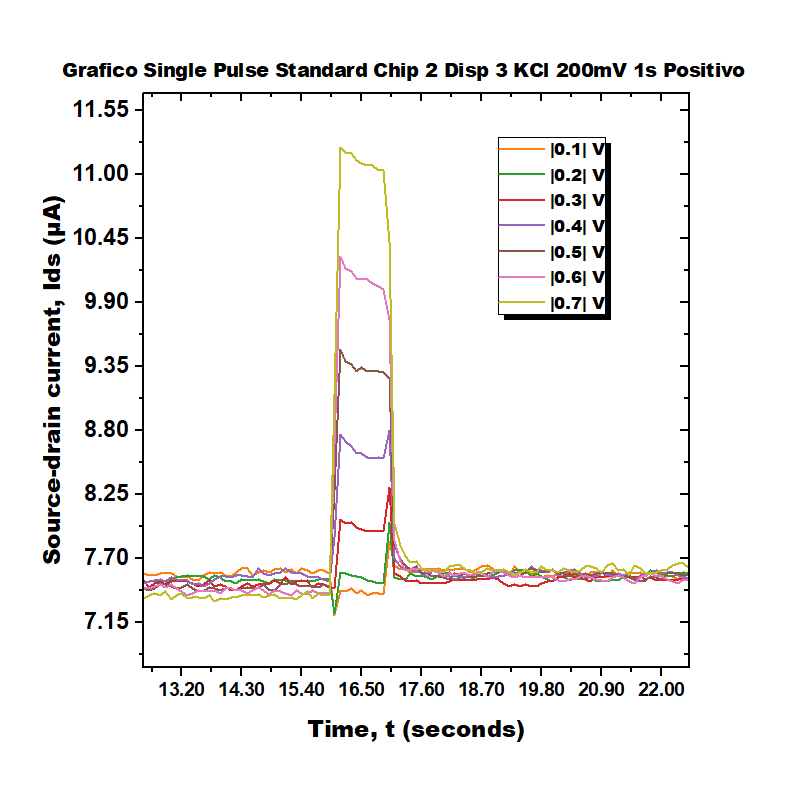 Grafico Single Pulse Standard Chip 2 Disp 3 KCl 200mV 1s Positivo
11.55
11.00
10.45
9.90
9.35
8.80
8.25
7.70
7.15
Source-drain current, Ids (µA)
|0.1| V
|0.2| V
|0.3| V
|0.4| V
|0.5| V
|0.6| V
|0.7| V
13.20 14.30 15.40 16.50 17.60 18.70 19.80 20.90 22.00
Time, t (seconds)